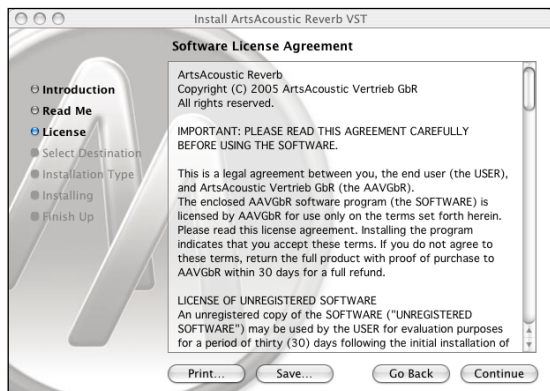 Install ArtsAcoustic Reverb VST
Software License Agreement
Introduction
Read Me
License
Select Destination
Installation Type
Installing
Finish Up
ArtsAcoustic Reverb
Copyright (C) 2005 ArtsAcoustic Vertrieb GbR
All rights reserved.
IMPORTANT: PLEASE READ THIS AGREEMENT CAREFULLY
BEFORE USING THE SOFTWARE.
This is a legal agreement between you, the end user (the USER),
and ArtsAcoustic Vertrieb GbR (the AAVGbR).
The enclosed AAVGbR software program (the SOFTWARE) is
licensed by AAVGbR for use only on the terms set forth herein.
Please read this license agreement. Installing the program
indicates that you accept these terms. If you do not agree to
these terms, return the full product with proof of purchase to
AAVGbR within 30 days for a full refund.
LICENSE OF UNREGISTERED SOFTWARE
An unregistered copy of the SOFTWARE ("UNREGISTERED
SOFTWARE") may be used by the USER for evaluation purposes
for a period of thirty (30) days following the initial installation of
Print...
Save...
Go Back
Continue